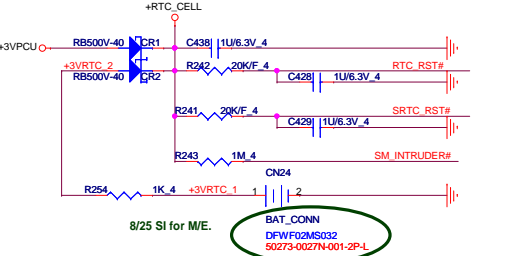 +RTC_CELL
+3VPCU
RB500V-40
CR1
C438
1U/6.3V_4
+3VRTC_2
RB500V-40
CR2
R242
20K/F_4
RTC_RST#
C428
1U/6.3V_4
R241
20K/F_4
SRTC_RST#
C429
1U/6.3V_4
R243
1M_4
SM_INTRUDER#
CN24
R254
1K_4
+3VRTC_1
1
2
8/25 SI for M/E.
BAT_CONN
DFWF02MS032
50273-0027N-001-2P-L